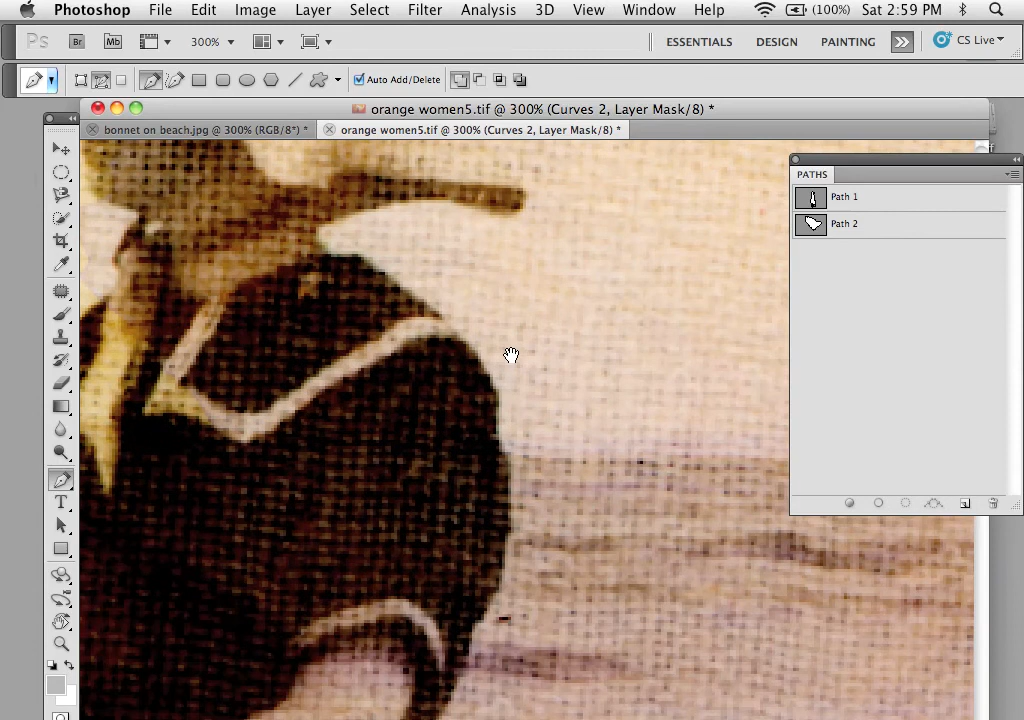 Photoshop File Edit Image Layer Select Filter Analysis 3D View Window Help (100%) Sat 2:59 PM
Ps Br Mb 300% ESSENTIALS DESIGN PAINTING CS Live
Auto Add/Delete
orange women5.tif @ 300% (Curves 2, Layer Mask/8) *
bonnet on beach.jpg @ 300% (RGB/8*) * orange women5.tif @ 300% (Curves 2, Layer Mask/8) *
PATHS
Path 1
Path 2
T